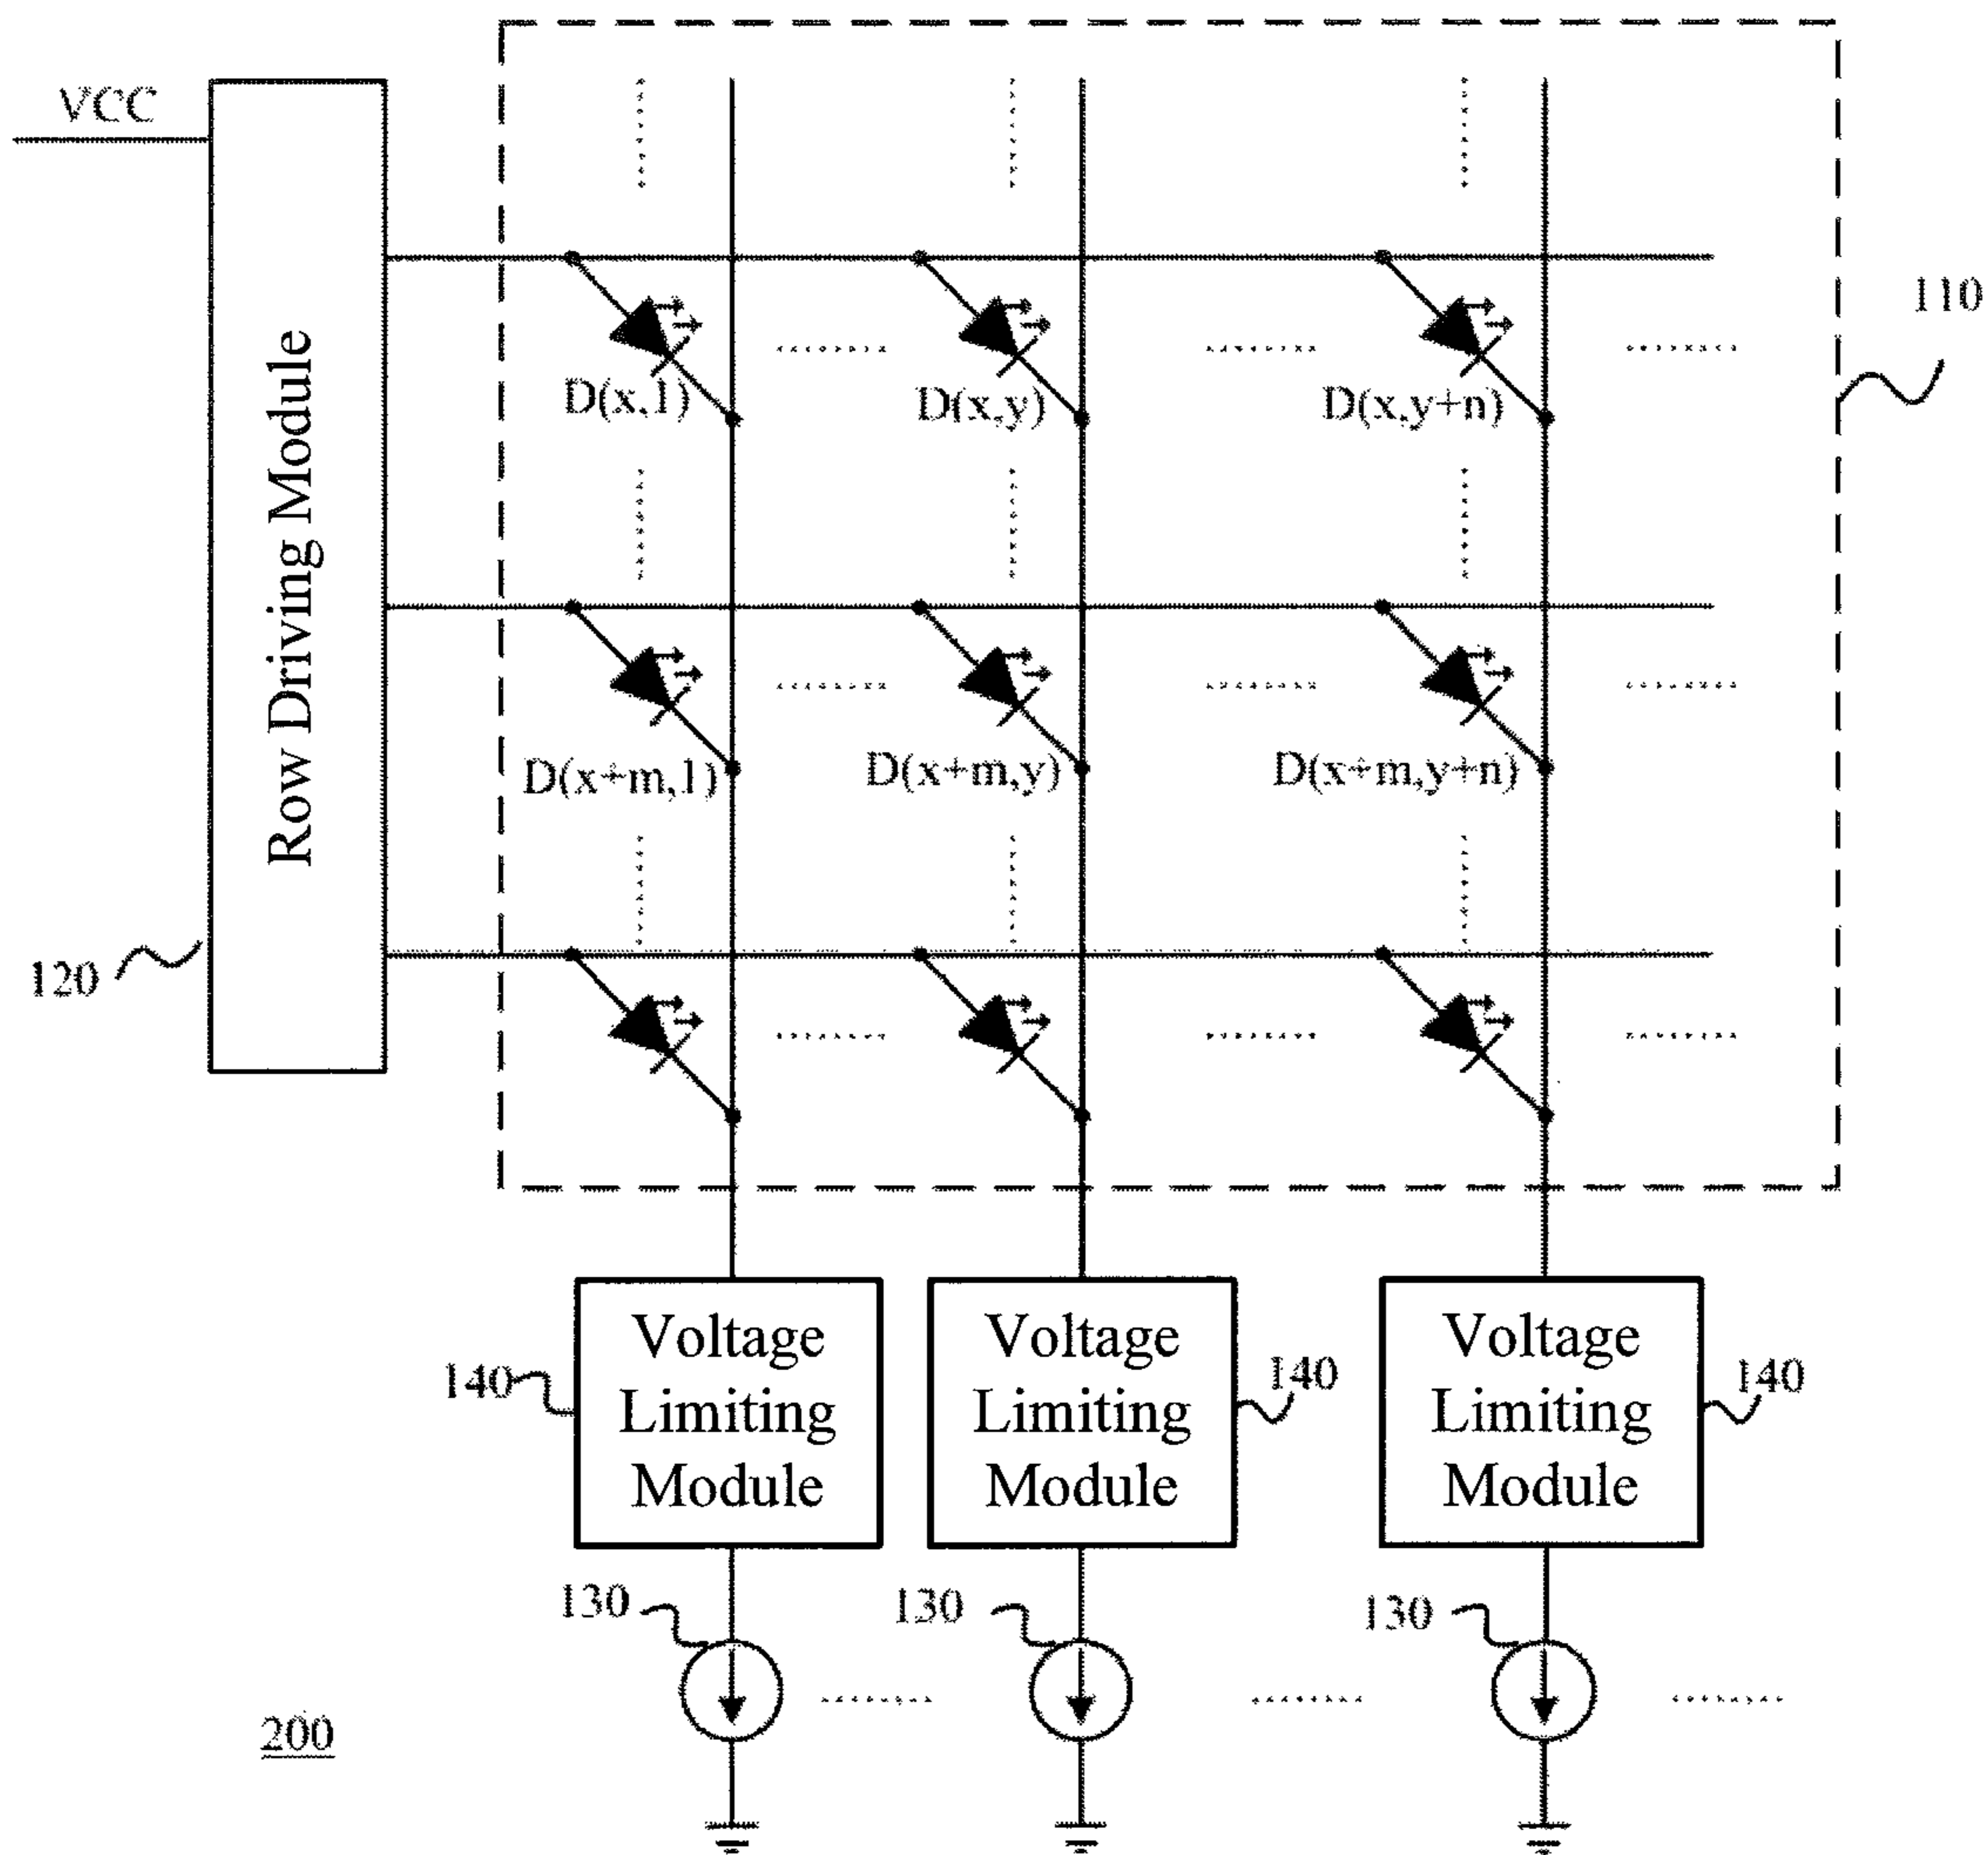 VCC
110
Row Driving Module
D(x,1)
D(x,y)
D(x,y+n)
D(x+m,1)
D(x+m,y)
D(x+m,y+n)
120
Voltage
Limiting
Module
Voltage
Limiting
Module
Voltage
Limiting
Module
140
140
140
130
130
130
200